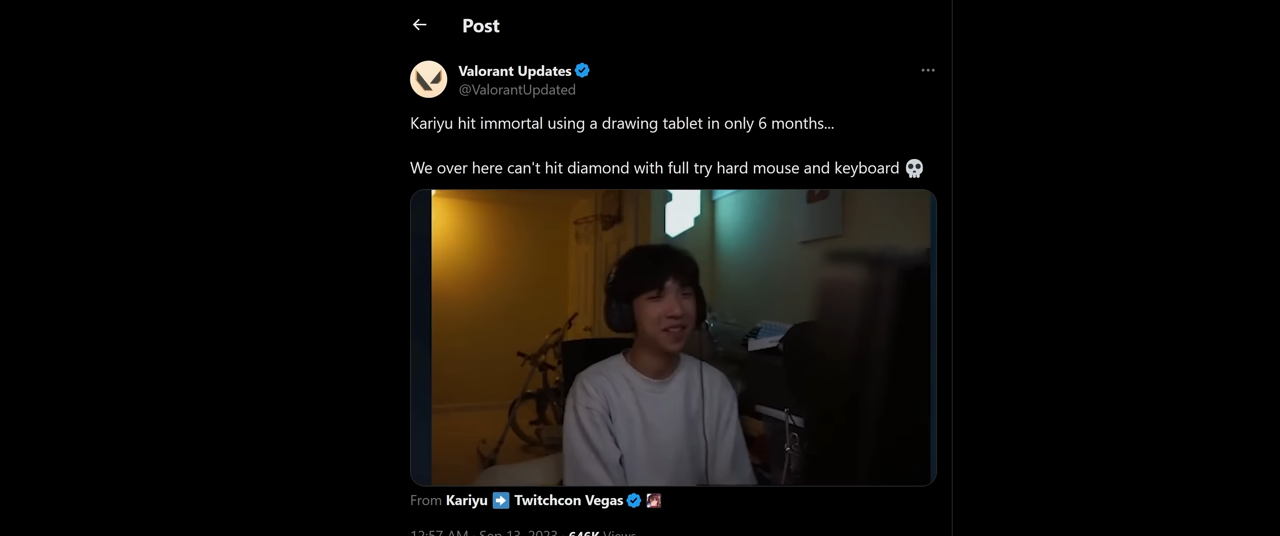 Post
Valorant Updates
@ValorantUpdated
Kariyu hit immortal using a drawing tablet in only 6 months...
We over here can't hit diamond with full try hard mouse and keyboard 💀
From Kariyu ➡️ Twitchcon Vegas
12:57 AM · Sep 13, 2023 · 646K Views